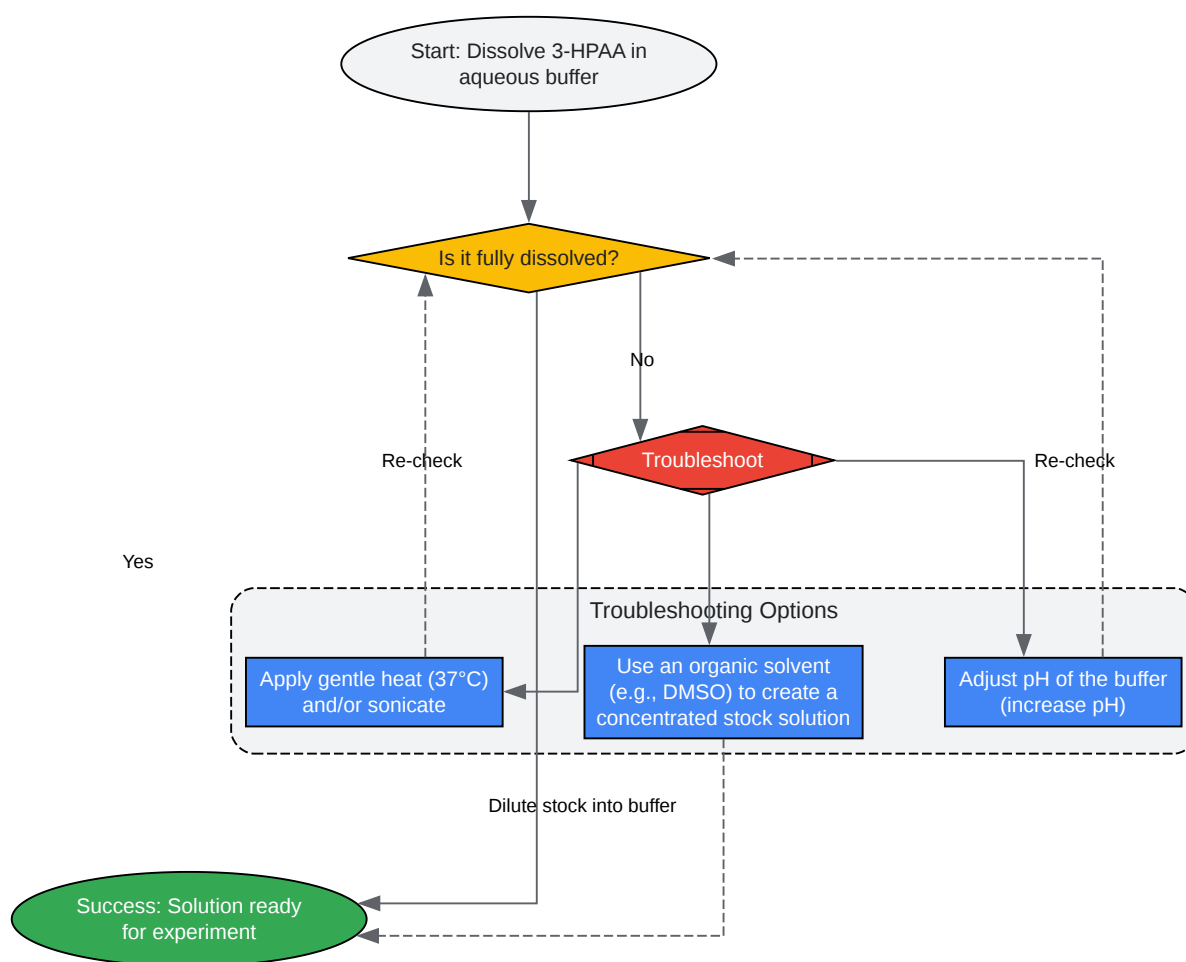 Start: Dissolve 3-HPAA in
aqueous buffer
Is it fully dissolved?
No
Troubleshoot
Re-check
Re-check
Yes
Troubleshooting Options
Apply gentle heat (37°C)
and/or sonicate
Use an organic solvent
(e.g., DMSO) to create a
concentrated stock solution
Adjust pH of the buffer
(increase pH)
Dilute stock into buffer
Success: Solution ready
for experiment